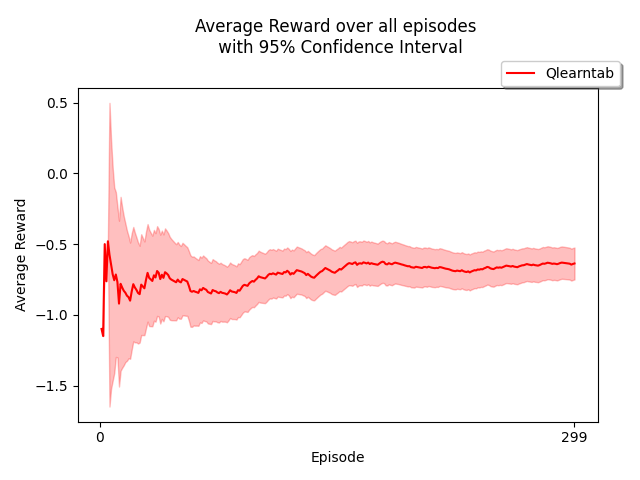 Average Reward over all episodes
with 95% Confidence Interval
Qlearntab
0.5
0.0
−0.5
−1.0
−1.5
Average Reward
0 299
Episode